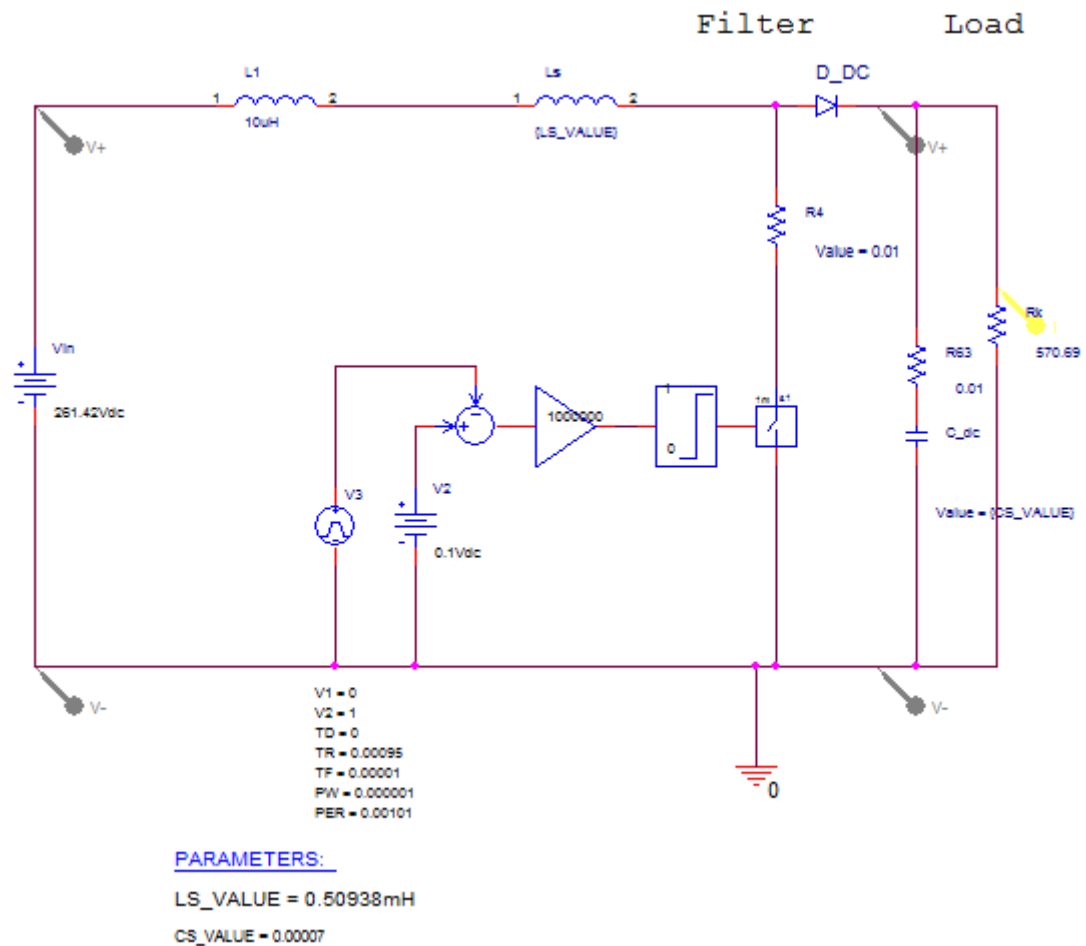 Filter Load
L1
1 2
10uH
Ls
1 2
{LS_VALUE}
D_DC
V+
V+
R4
Value = 0.01
Vin
+
-
261.42Vdc
Rk
570.69
I
R63
0.01
C_dc
Value = {CS_VALUE}
-
+
1000000
1
0
V3
V2
+
-
0.1Vdc
V-
V-
0
V1 = 0
V2 = 1
TD = 0
TR = 0.00095
TF = 0.00001
PW = 0.000001
PER = 0.00101
PARAMETERS:
LS_VALUE = 0.50938mH
CS_VALUE = 0.00007